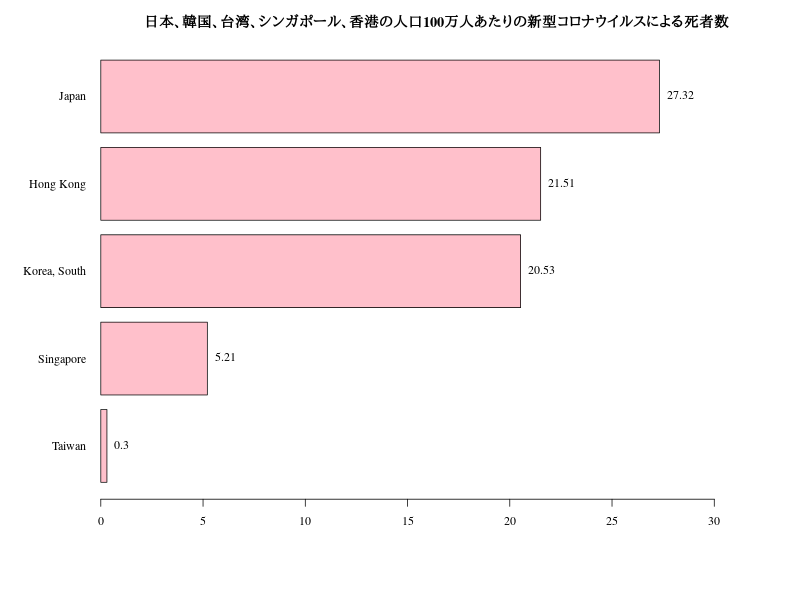 日本、韓国、台湾、シンガポール、香港の人口100万人あたりの新型コロナウイルスによる死者数
Japan 27.32
Hong Kong 21.51
Korea, South 20.53
Singapore 5.21
Taiwan 0.3
0 5 10 15 20 25 30